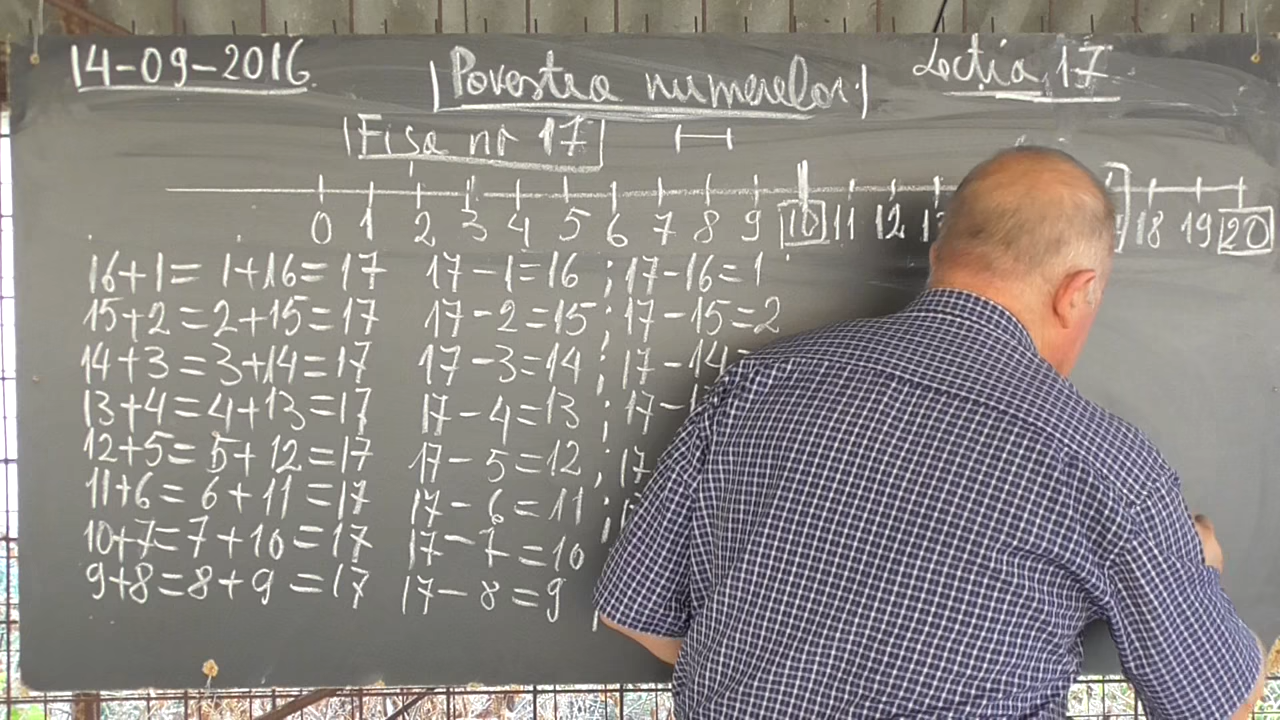 14-09-2016. |Povestea numerelor.| Lecția 17
|Fișa nr 17|
0 1 2 3 4 5 6 7 8 9 10 11 12 18 19 20
16+1= 1+16=17 17-1=16 ; 17-16=1
15+2=2+15=17 17-2=15 ; 17-15=2
14+3=3+14=17 17-3=14 ; 17-14=
13+4=4+13=17 17-4=13 ; 17-
12+5=5+12=17 17-5=12 ; 17
11+6=6+11=17 17-6=11 ;
10+7=7+10=17 17-7=10
9+8=8+9=17 17-8=9